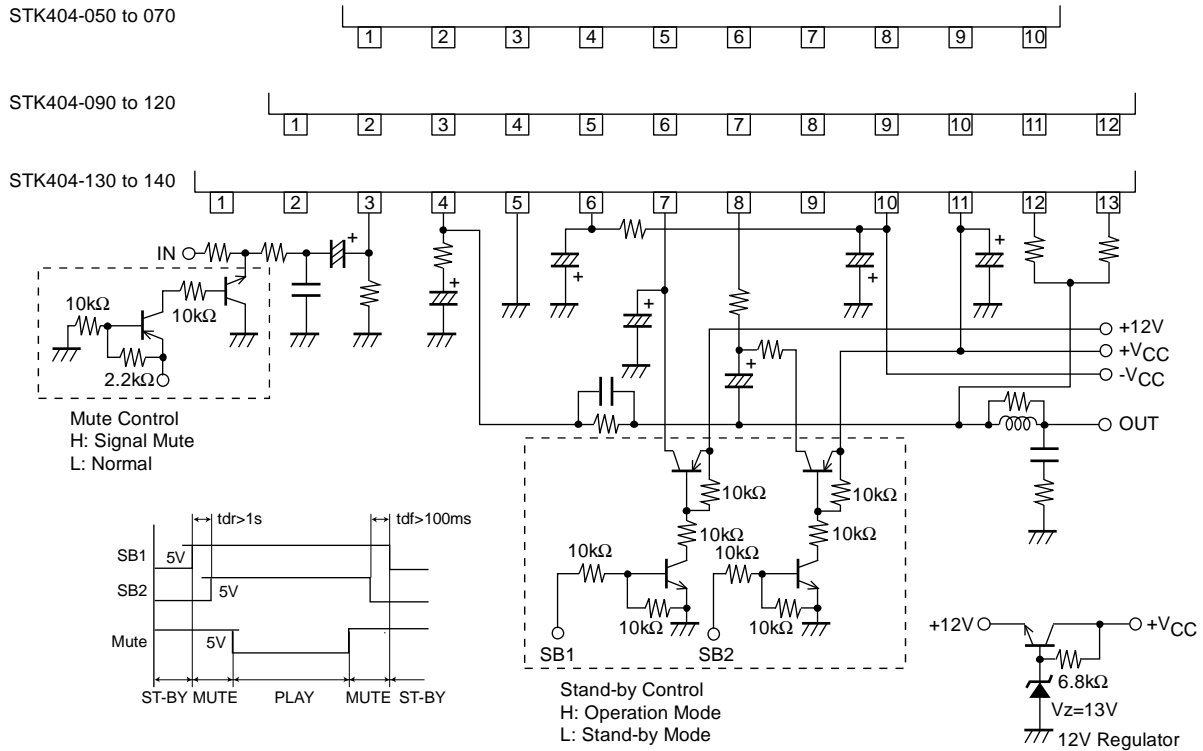 STK404-050 to 070
1 2 3 4 5 6 7 8 9 10
STK404-090 to 120
1 2 3 4 5 6 7 8 9 10 11 12
STK404-130 to 140
1 2 3 4 5 6 7 8 9 10 11 12 13
IN
+ + + + + + + +
10kΩ
10kΩ
2.2kΩ
Mute Control
H: Signal Mute
L: Normal
+12V
+VCC
-VCC
OUT
10kΩ 10kΩ
10kΩ 10kΩ
10kΩ 10kΩ
10kΩ 10kΩ
SB1 SB2
Stand-by Control
H: Operation Mode
L: Stand-by Mode
tdr>1s tdf>100ms
SB1 5V
SB2 5V
Mute 5V
ST-BY MUTE PLAY MUTE ST-BY
+12V +VCC
6.8kΩ
Vz=13V
12V Regulator